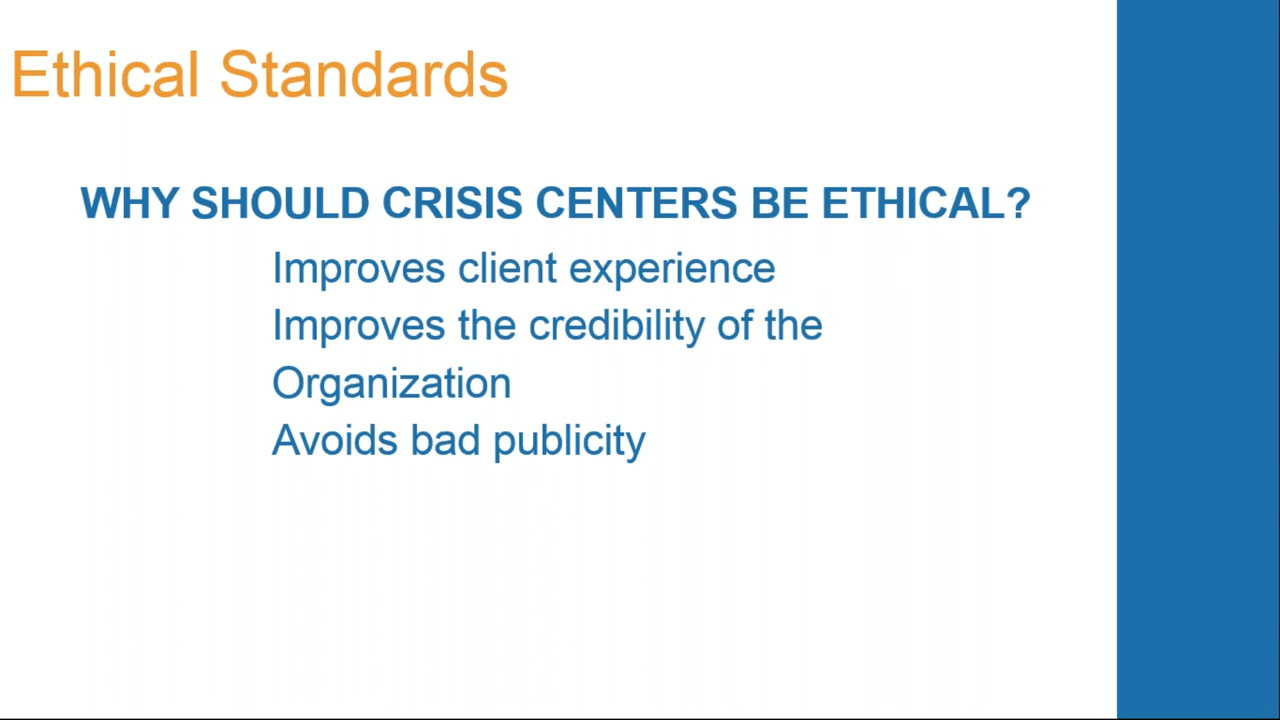 Ethical Standards
WHY SHOULD CRISIS CENTERS BE ETHICAL?
Improves client experience
Improves the credibility of the
Organization
Avoids bad publicity